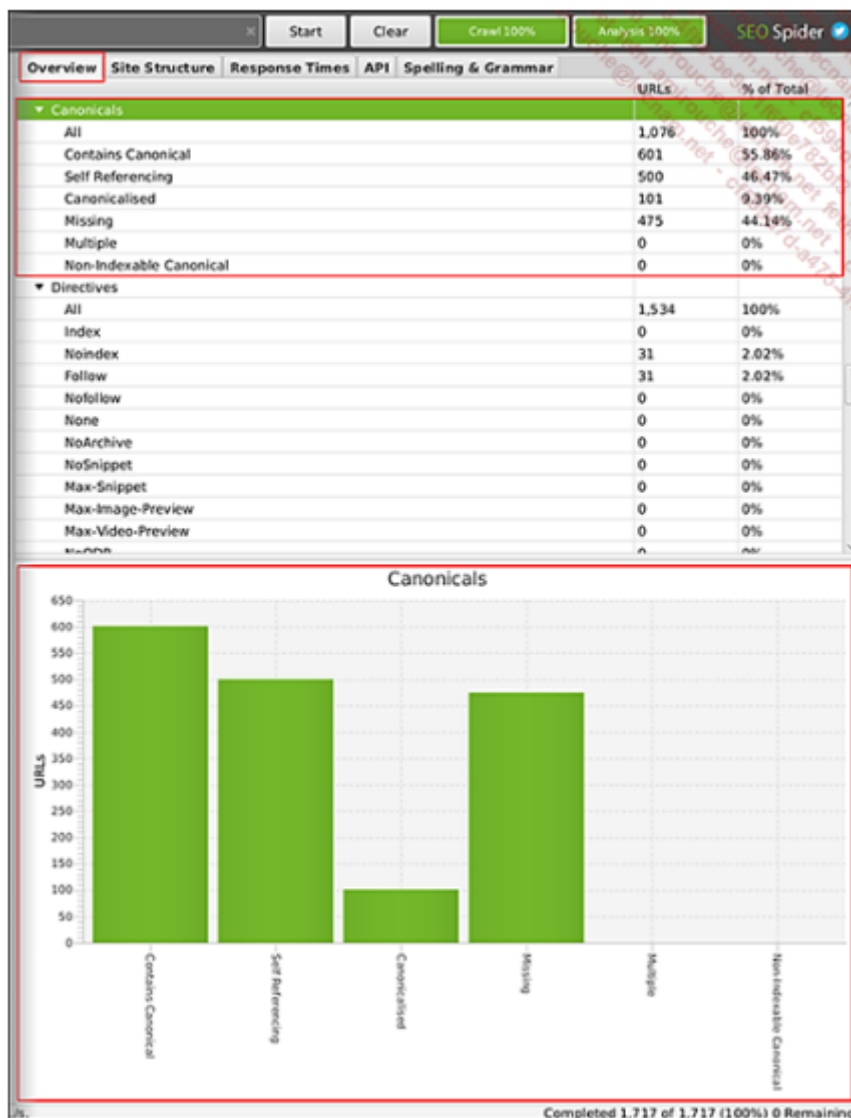 Start Clear Crawl 100% Analysis 100% SEO Spider
Overview Site Structure Response Times API Spelling & Grammar
URLs % of Total
Canonicals
All 1,076 100%
Contains Canonical 601 55.86%
Self Referencing 500 46.47%
Canonicalised 101 9.39%
Missing 475 44.14%
Multiple 0 0%
Non-Indexable Canonical 0 0%
Directives
All 1,534 100%
Index 0 0%
Noindex 31 2.02%
Follow 31 2.02%
Nofollow 0 0%
None 0 0%
NoArchive 0 0%
NoSnippet 0 0%
Max-Snippet 0 0%
Max-Image-Preview 0 0%
Max-Video-Preview 0 0%
NoODP 0 0%
Canonicals
650
600
550
500
450
400
350
300
250
200
150
100
50
0
URLs
Contains Canonical
Self Referencing
Canonicalised
Missing
Multiple
Non-Indexable Canonical
Completed 1,717 of 1,717 (100%) 0 Remaining